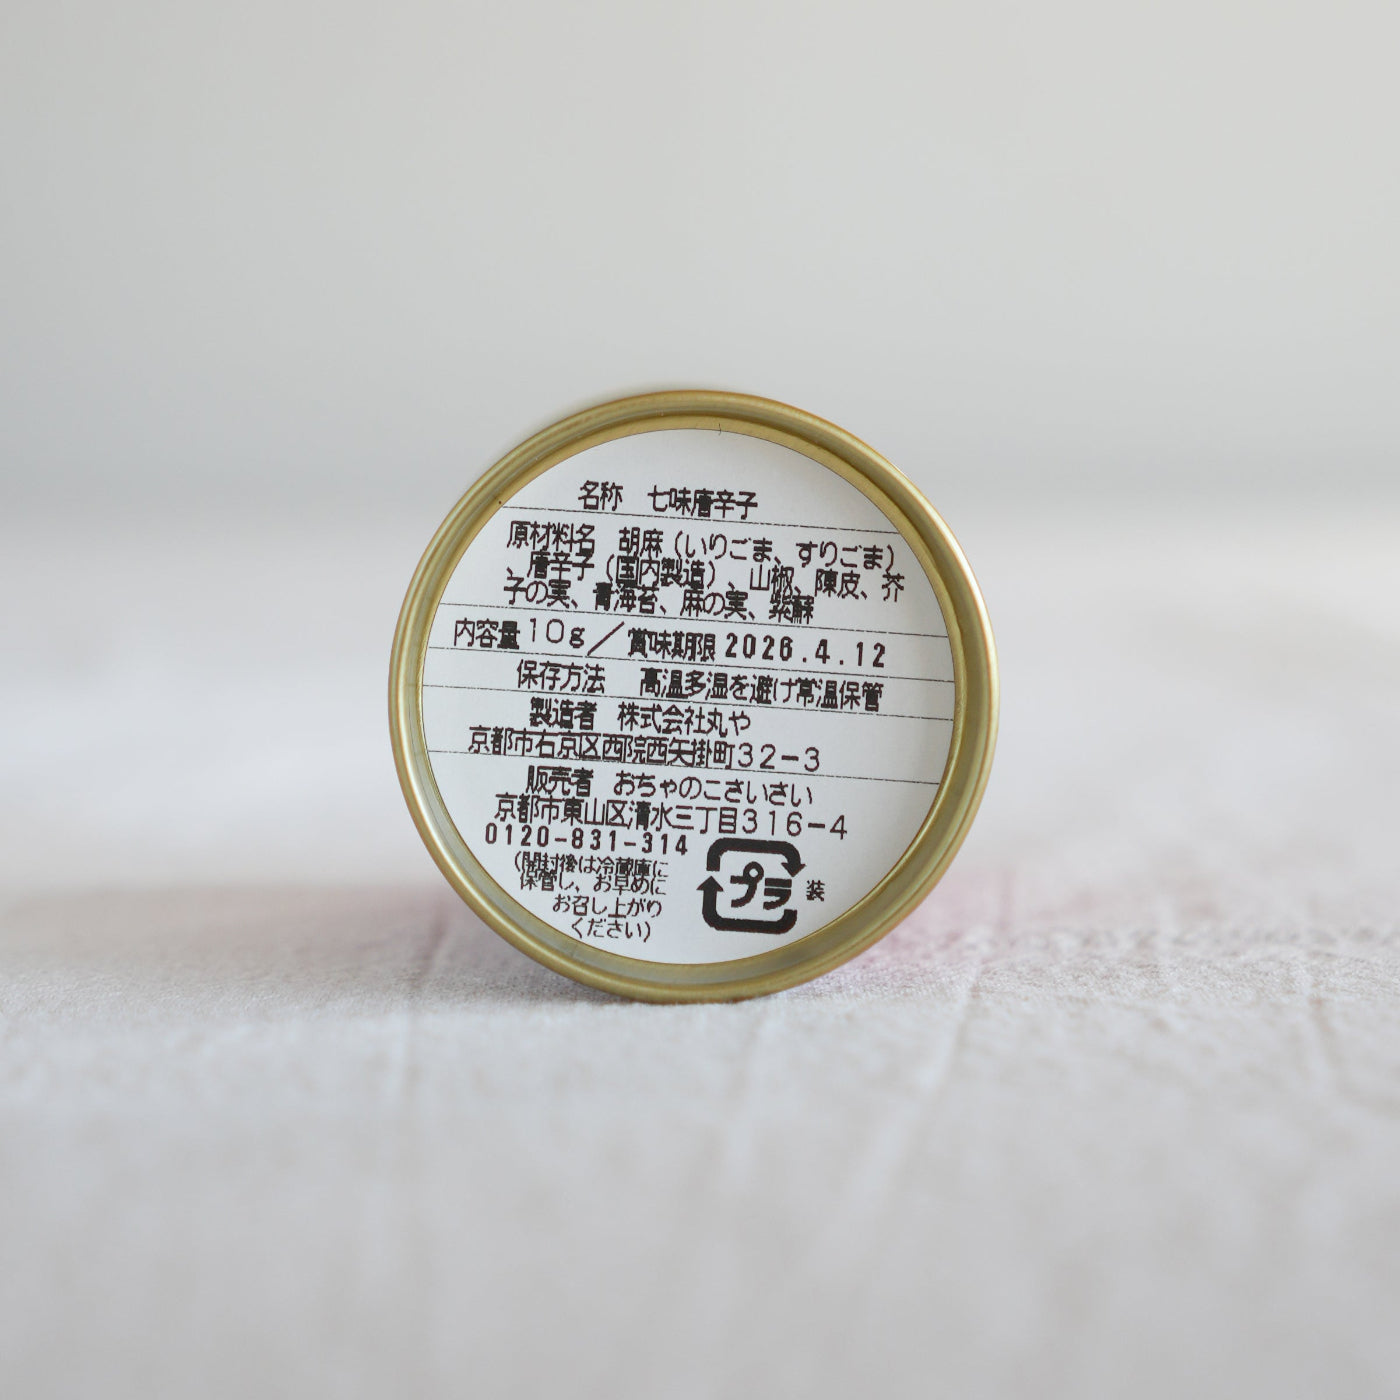 名称　七味唐辛子
原材料名　胡麻（いりごま、すりごま）
、唐辛子（国内製造）、山椒、陳皮、芥
子の実、青海苔、麻の実、紫蘇
内容量10g／賞味期限 2026.4.12
保存方法　高温多湿を避け常温保管
製造者　株式会社丸や
京都市右京区西院西矢掛町32－3
販売者　おちゃのこさいさい
京都市東山区清水三丁目316－4
0120-831-314
（開封後は冷蔵庫に
保管し、お早めに
お召し上がり
ください）
プラ
装